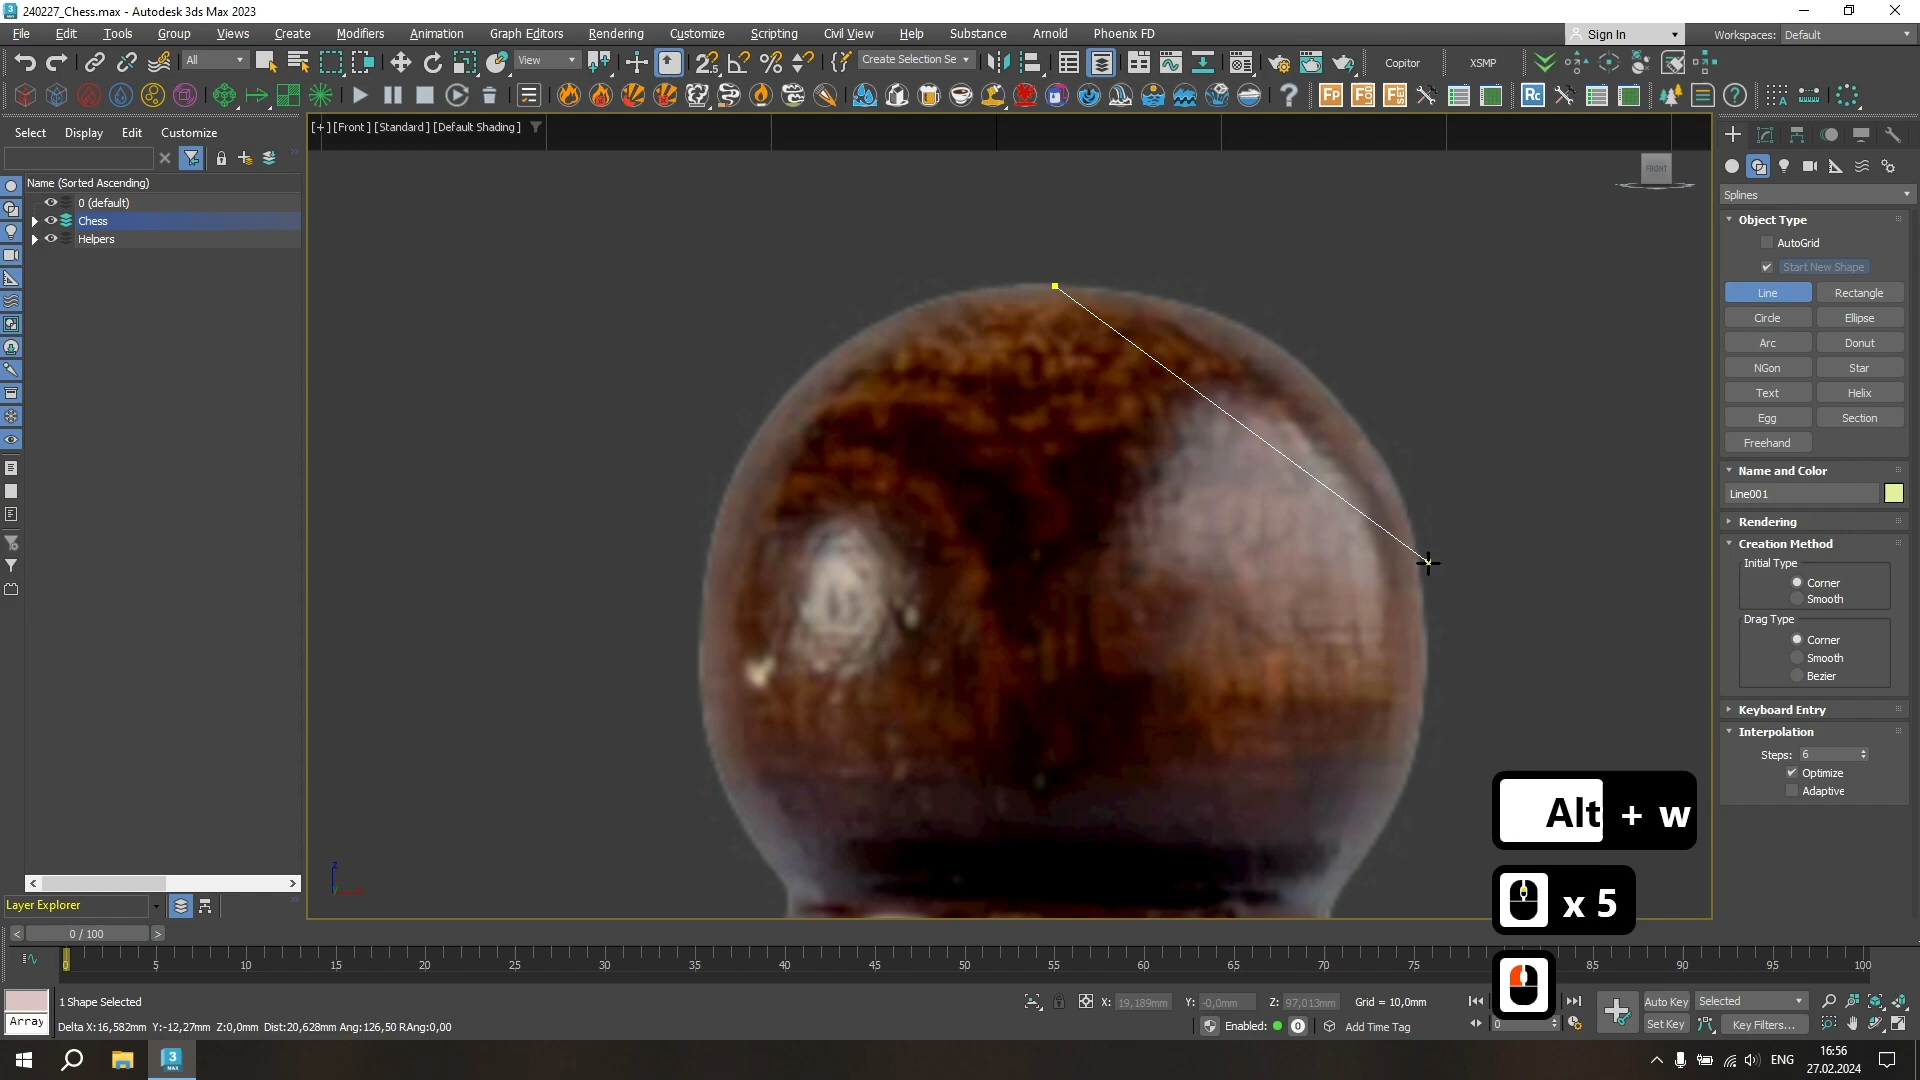 240227_Chess.max - Autodesk 3ds Max 2023
File Edit Tools Group Views Create Modifiers Animation Graph Editors Rendering Customize Scripting Civil View Help Substance Arnold Phoenix FD
Sign In
Workspaces: Default
All
View
Create Selection Se
Copitor
XSMP
Select Display Edit Customize
[+] [Front] [Standard] [Default Shading]
FRONT
Name (Sorted Ascending)
0 (default)
Chess
Helpers
Splines
Object Type
AutoGrid
Start New Shape
Line Rectangle
Circle Ellipse
Arc Donut
NGon Star
Text Helix
Egg Section
Freehand
Name and Color
Line001
Rendering
Creation Method
Initial Type
Corner
Smooth
Drag Type
Corner
Smooth
Bezier
Keyboard Entry
Interpolation
Steps: 6
Optimize
Adaptive
Alt + w
x 5
Layer Explorer
0 / 100
0 5 10 15 20 25 30 35 40 45 50 55 60 65 70 75 85 90 95 100
1 Shape Selected
X: 19,189mm Y: -0,0mm Z: 97,013mm Grid = 10,0mm
Auto Key Selected
Array
Delta X:16,582mm Y:-12,27mm Z:0,0mm Dist:20,628mm Ang:126,50 RAng:0,00
Enabled: 0 Add Time Tag
0
Set Key Key Filters...
ENG
16:56
27.02.2024